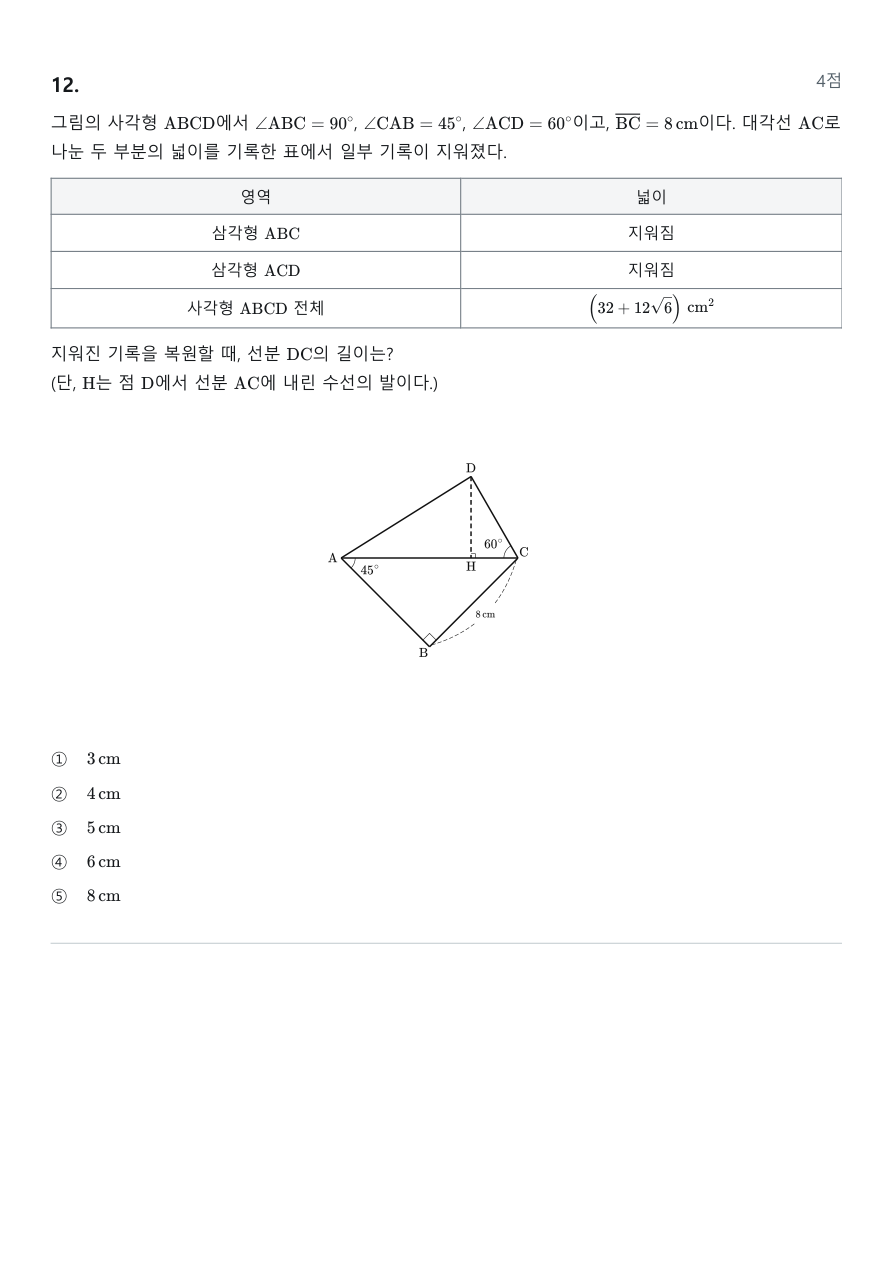 12.
4점
그림의 사각형 ABCD에서 ∠ABC = 90°, ∠CAB = 45°, ∠ACD = 60°이고, \overline{BC} = 8 cm이다. 대각선 AC로
나눈 두 부분의 넓이를 기록한 표에서 일부 기록이 지워졌다.
영역 넓이
삼각형 ABC 지워짐
삼각형 ACD 지워짐
사각형 ABCD 전체 (32 + 12√6) cm²
지워진 기록을 복원할 때, 선분 DC의 길이는?
(단, H는 점 D에서 선분 AC에 내린 수선의 발이다.)
D
60°
A
C
H
45°
8 cm
B
① 3 cm
② 4 cm
③ 5 cm
④ 6 cm
⑤ 8 cm